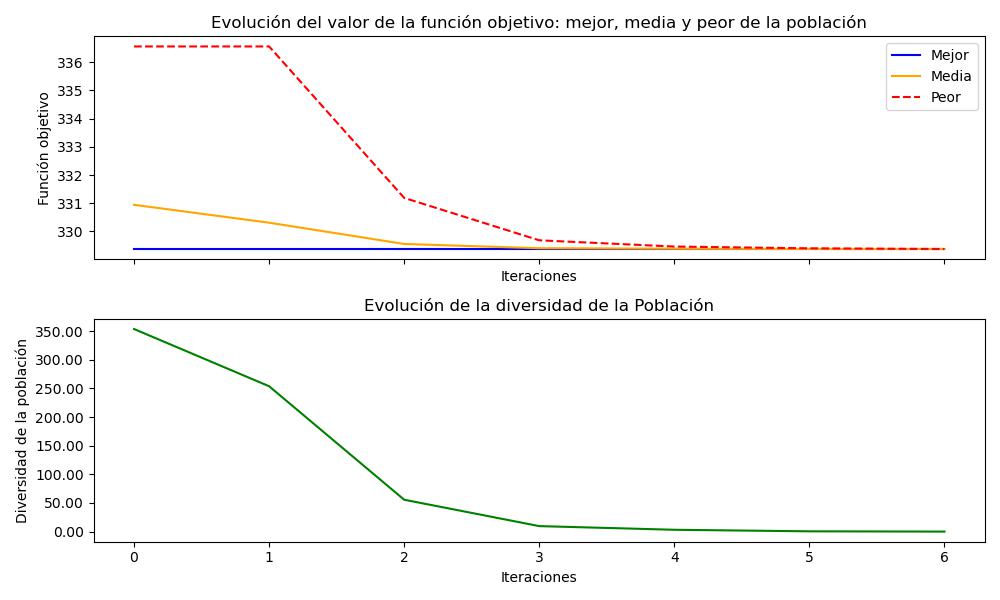 Evolución del valor de la función objetivo: mejor, media y peor de la población
Función objetivo
336
335
334
333
332
331
330
Mejor
Media
Peor
Iteraciones
Evolución de la diversidad de la Población
Diversidad de la población
350.00
300.00
250.00
200.00
150.00
100.00
50.00
0.00
0 1 2 3 4 5 6
Iteraciones